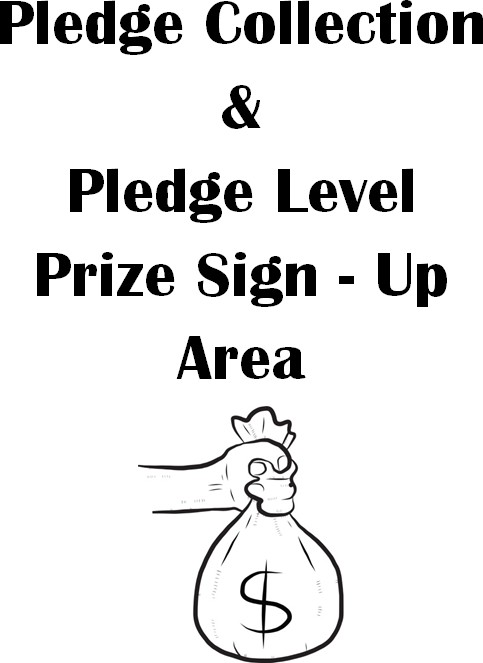 Pledge Collection
&
Pledge Level
Prize Sign - Up
Area
$